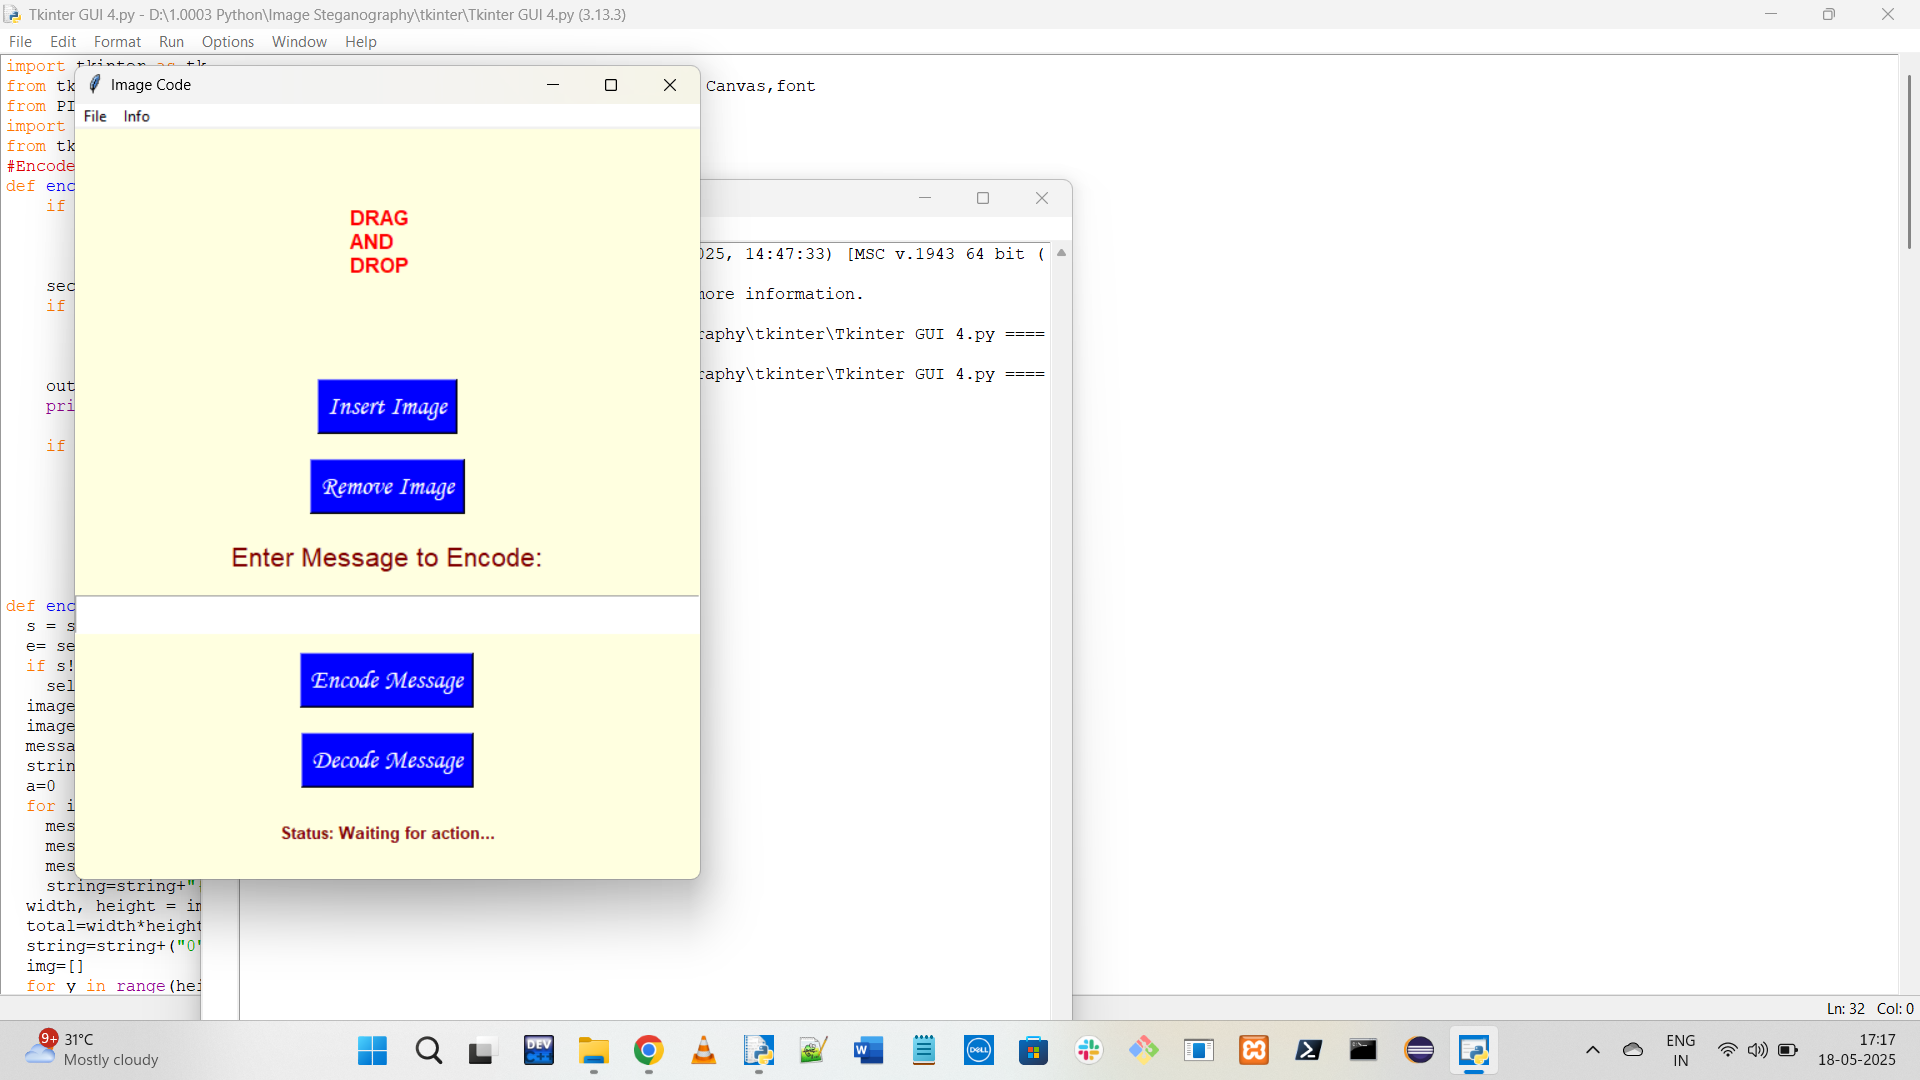 Tkinter GUI 4.py - D:\1.0003 Python\Image Steganography\tkinter\Tkinter GUI 4.py (3.13.3)
File Edit Format Run Options Window Help
import tkinter as tk
from tk
Canvas,font
from PI
import
from tk
#Encode
def enc
if
sec
if
out
pri
if
def enc
s = s
e= se
if s!
sel
image
image
messa
strin
a=0
for i
mes
mes
mes
string=string+"
width, height = im
total=width*height
string=string+("0"
img=[]
for y in range(hei
Image Code
File Info
DRAG
AND
DROP
Insert Image
Remove Image
Enter Message to Encode:
Encode Message
Decode Message
Status: Waiting for action...
025, 14:47:33) [MSC v.1943 64 bit (
more information.
raphy\tkinter\Tkinter GUI 4.py ====
raphy\tkinter\Tkinter GUI 4.py ====
Ln: 32 Col: 0
9+
31°C
Mostly cloudy
DEV
C++
DELL
ENG
IN
17:17
18-05-2025